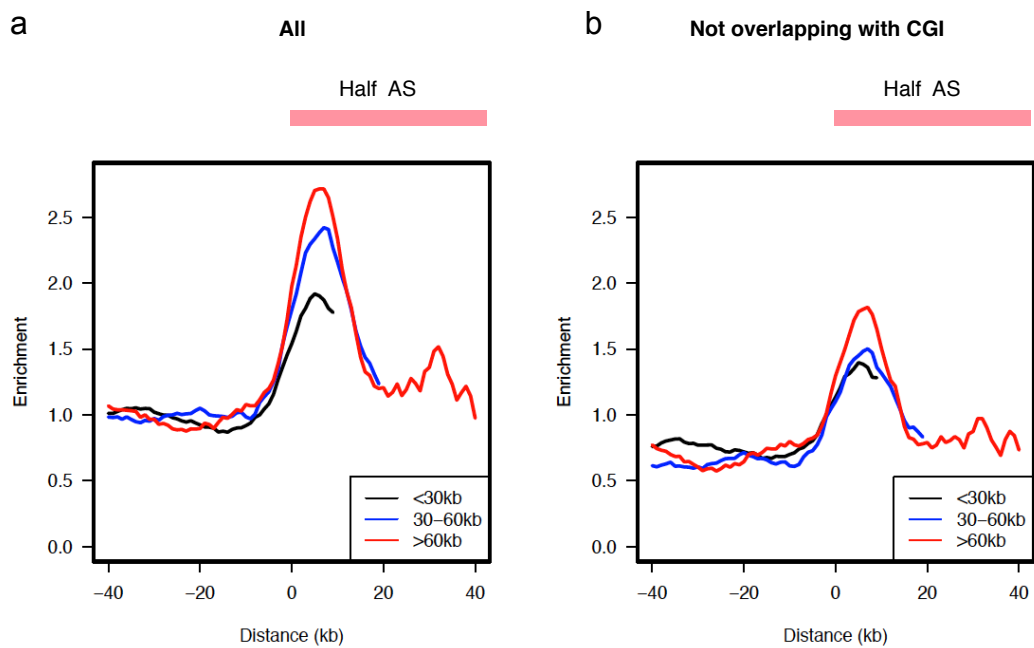 a
All
Half AS
Enrichment
2.5
2.0
1.5
1.0
0.5
0.0
<30kb
30−60kb
>60kb
−40
−20
0
20
40
Distance (kb)
b
Not overlapping with CGI
Half AS
Enrichment
2.5
2.0
1.5
1.0
0.5
0.0
<30kb
30−60kb
>60kb
−40
−20
0
20
40
Distance (kb)